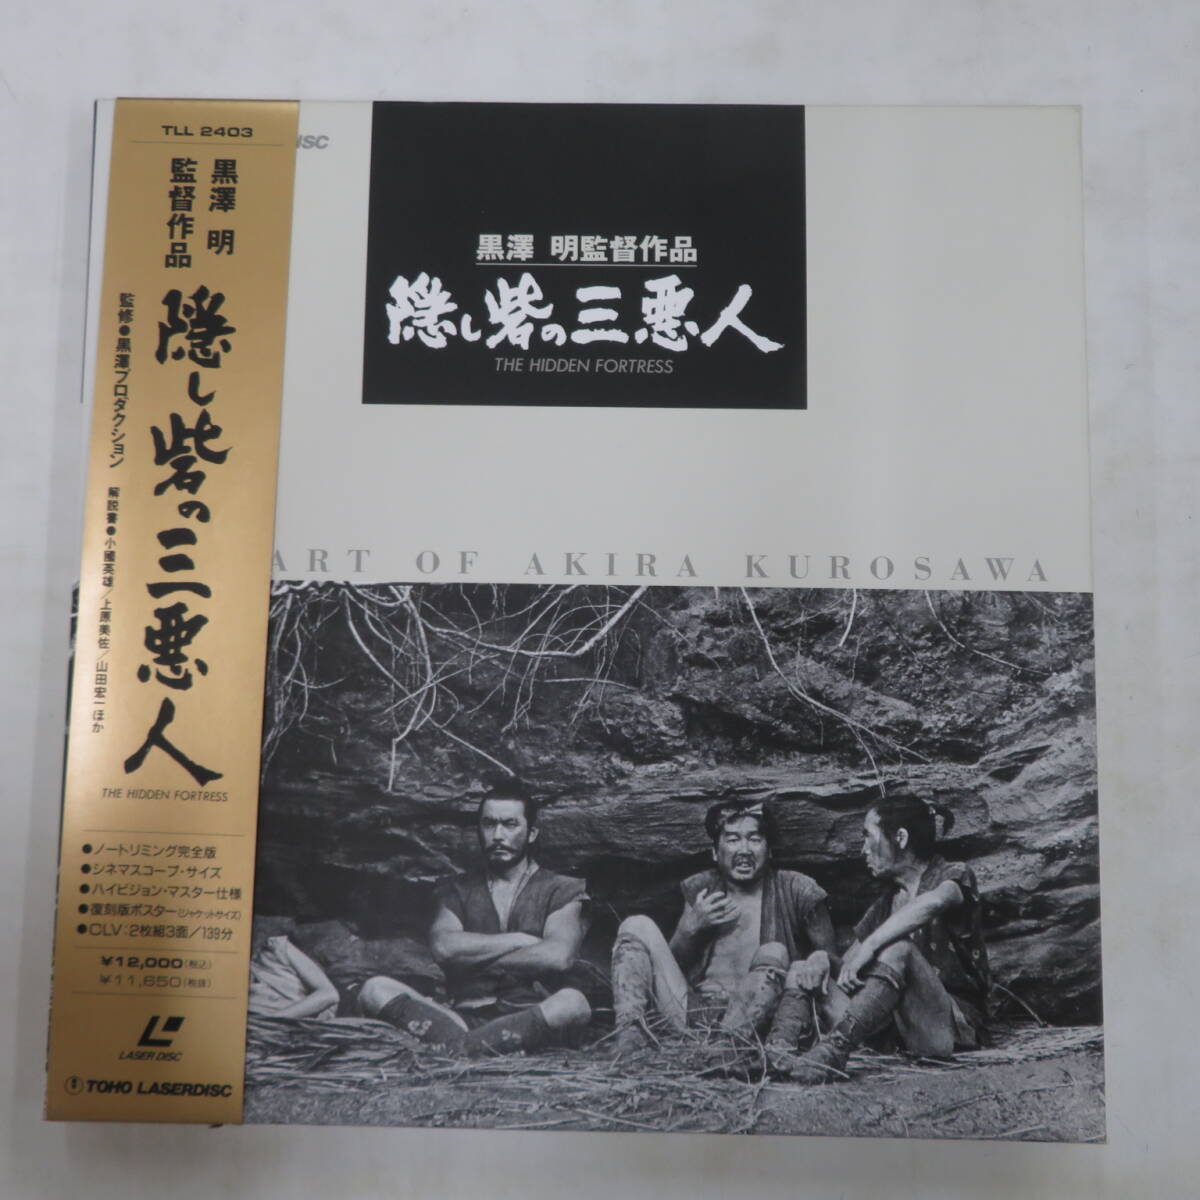 TLL 2403
黒澤 明
監督作品
隠し砦の三悪人
監修●黒澤プロダクション
解説書●小國英雄/上原美佐/山田宏一ほか
THE HIDDEN FORTRESS
●ノートリミング完全版
●シネマスコープ・サイズ
●ハイビジョン・マスター仕様
●復刻版ポスター(ジャケットサイズ)
●CLV:2枚組3面/139分
¥12,000(税込)
¥11,650(税抜)
LASER DISC
TOHO LASERDISC
ISC
黒澤 明監督作品
隠し砦の三悪人
THE HIDDEN FORTRESS
ART OF AKIRA KUROSAWA